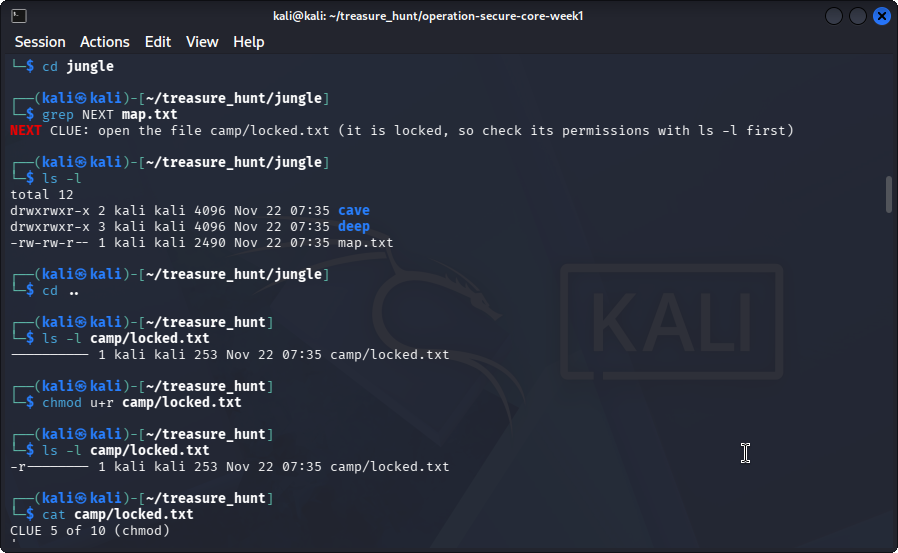 kali@kali: ~/treasure_hunt/operation-secure-core-week1
Session Actions Edit View Help
└─$ cd jungle
┌──(kali㉿kali)-[~/treasure_hunt/jungle]
└─$ grep NEXT map.txt
NEXT CLUE: open the file camp/locked.txt (it is locked, so check its permissions with ls -l first)
┌──(kali㉿kali)-[~/treasure_hunt/jungle]
└─$ ls -l
total 12
drwxrwxr-x 2 kali kali 4096 Nov 22 07:35 cave
drwxrwxr-x 3 kali kali 4096 Nov 22 07:35 deep
-rw-rw-r-- 1 kali kali 2490 Nov 22 07:35 map.txt
┌──(kali㉿kali)-[~/treasure_hunt/jungle]
└─$ cd ..
┌──(kali㉿kali)-[~/treasure_hunt]
└─$ ls -l camp/locked.txt
---------- 1 kali kali 253 Nov 22 07:35 camp/locked.txt
┌──(kali㉿kali)-[~/treasure_hunt]
└─$ chmod u+r camp/locked.txt
┌──(kali㉿kali)-[~/treasure_hunt]
└─$ ls -l camp/locked.txt
-r-------- 1 kali kali 253 Nov 22 07:35 camp/locked.txt
┌──(kali㉿kali)-[~/treasure_hunt]
└─$ cat camp/locked.txt
CLUE 5 of 10 (chmod)
KALI